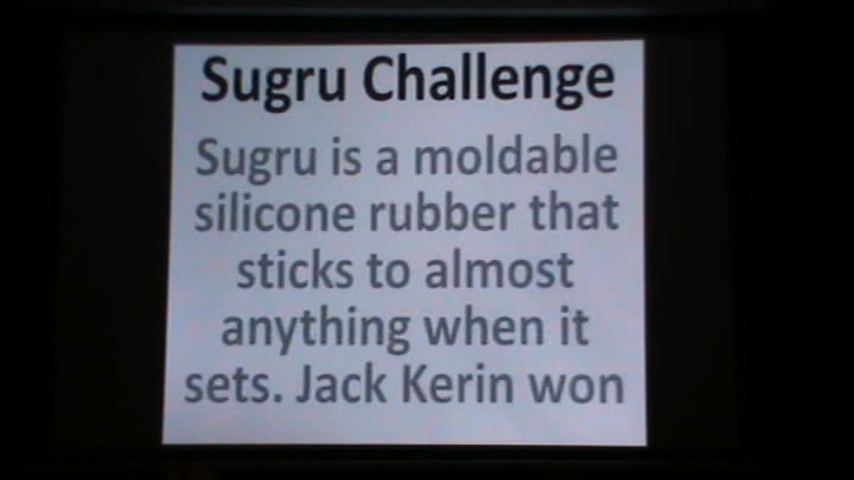 Sugru Challenge
Sugru is a moldable
silicone rubber that
sticks to almost
anything when it
sets. Jack Kerin won